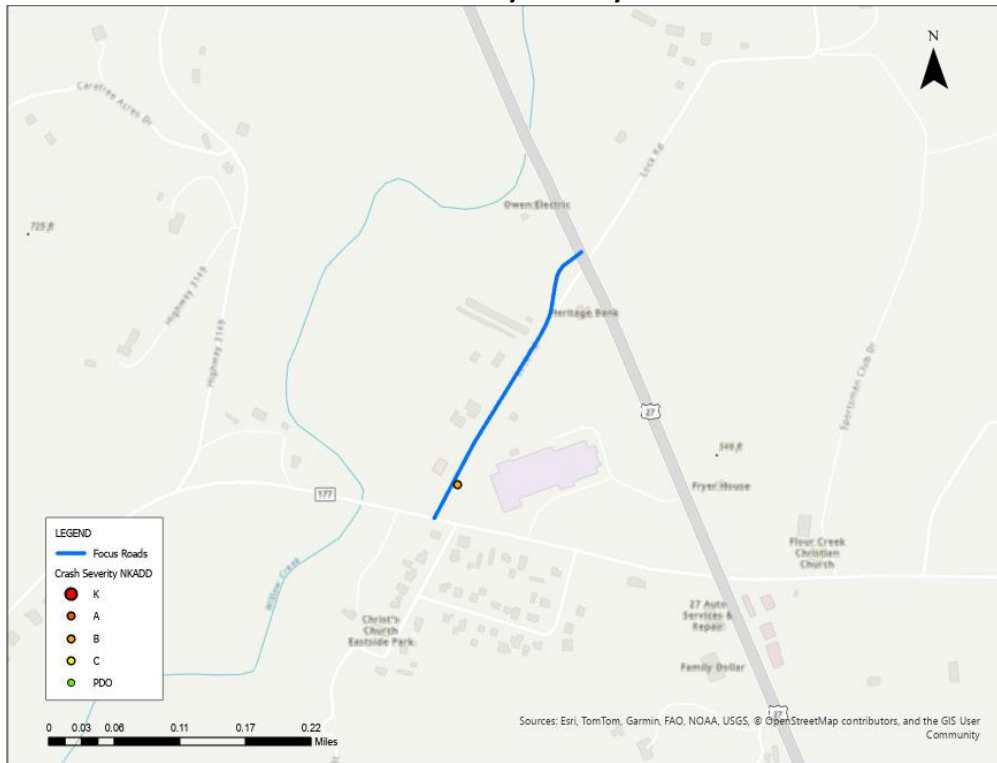 N
Carefree Acres Dr
Lock Rd
Owen Electric
725 ft
Highway 3149
Highway 3149
Heritage Bank
27
Sportsman Club Dr
546 ft
Fryer House
177
Flour Creek
Christian
Church
Willow Creek
27 Auto
Services &
Repair
Christ's
Church
Eastside Park
Family Dollar
27
LEGEND
Focus Roads
Crash Severity NKADD
K
A
B
C
PDO
0 0.03 0.06 0.11 0.17 0.22
Miles
Sources: Esri, TomTom, Garmin, FAO, NOAA, USGS, © OpenStreetMap contributors, and the GIS User
Community